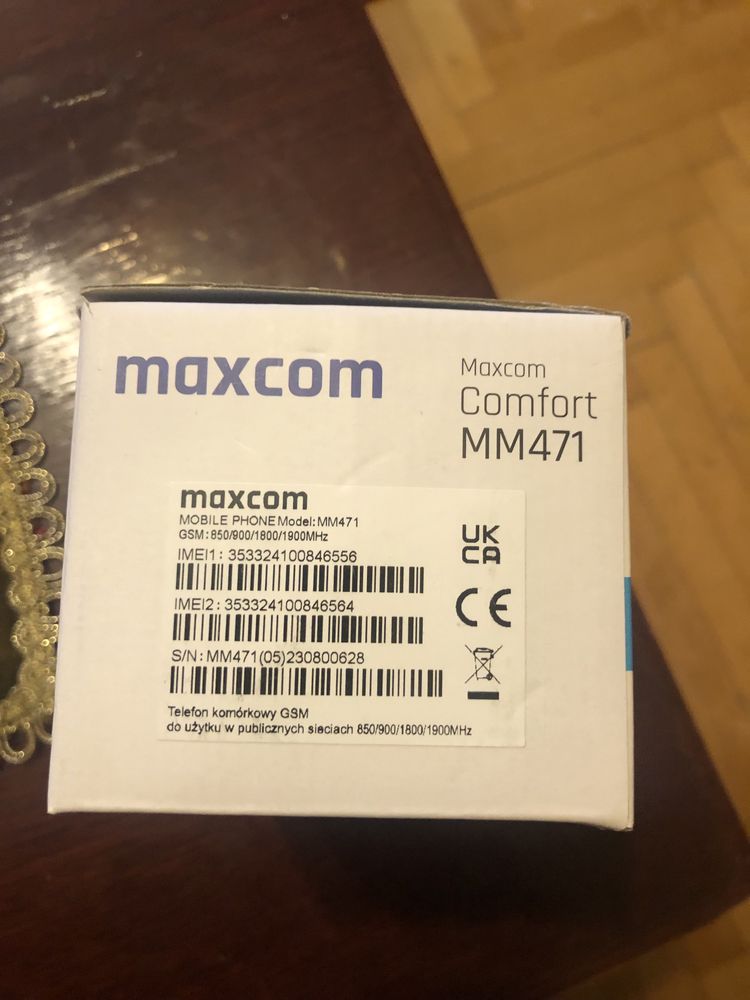 maxcom
Maxcom
Comfort
MM471
maxcom
MOBILE PHONE Model: MM471
GSM: 850/900/1800/1900MHz
IMEI1: 353324100846556
IMEI2: 353324100846564
S/N: MM471(05)230800628
Telefon komórkowy GSM
do użytku w publicznych sieciach 850/900/1800/1900MHz
UK
CA
CE